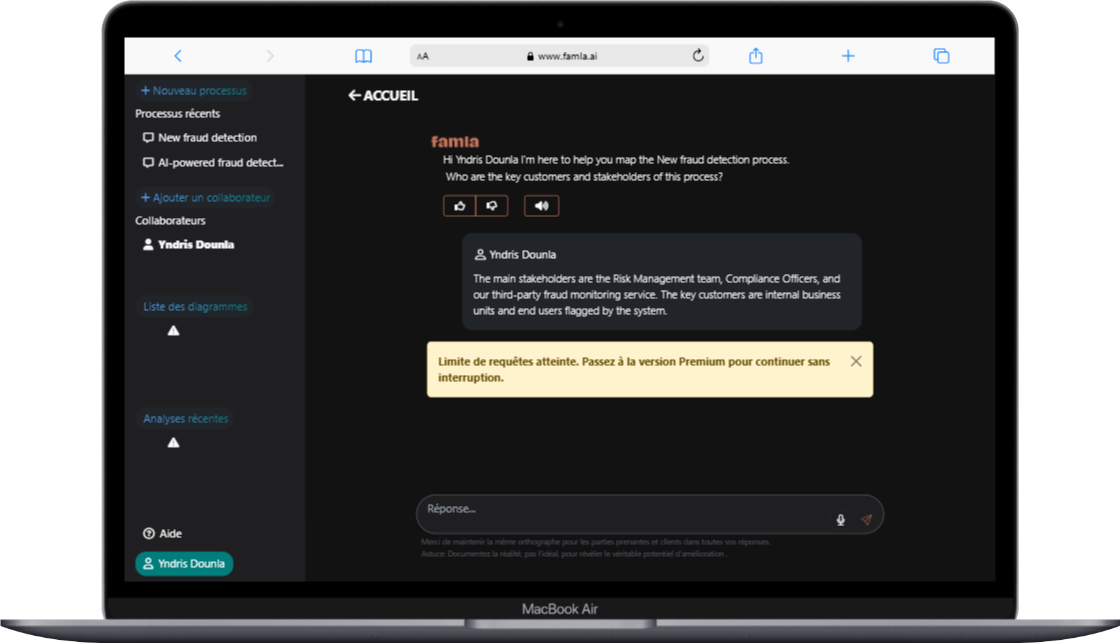 AA
www.famla.ai
+ Nouveau processus
Processus récents
New fraud detection
AI-powered fraud detect...
+ Ajouter un collaborateur
Collaborateurs
Yndris Dounla
Liste des diagrammes
Analyses récentes
Aide
Yndris Dounla
← ACCUEIL
famla
Hi Yndris Dounla I'm here to help you map the New fraud detection process.
Who are the key customers and stakeholders of this process?
Yndris Dounla
The main stakeholders are the Risk Management team, Compliance Officers, and
our third-party fraud monitoring service. The key customers are internal business
units and end users flagged by the system.
Limite de requêtes atteinte. Passez à la version Premium pour continuer sans
interruption.
Réponse...
Merci de maintenir la même orthographe pour les parties prenantes et clients dans toutes vos réponses.
Astuce: Documentez la réalité, pas l'idéal, pour révéler le véritable potentiel d'amélioration .
MacBook Air